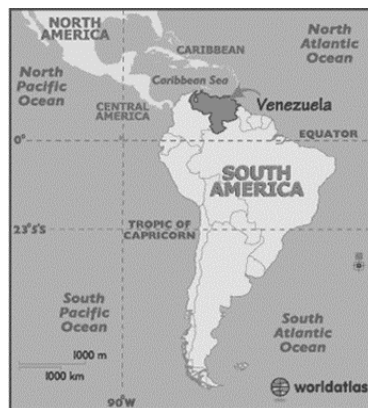 NORTH
AMERICA
North
Atlantic
Ocean
CARIBBEAN
North
Pacific
Ocean
Caribbean Sea
CENTRAL
AMERICA
Venezuela
0°
EQUATOR
SOUTH
AMERICA
23°5'S
TROPIC OF
CAPRICORN
South
Pacific
Ocean
South
Atlantic
Ocean
1000 m
1000 km
worldatlas
90°W